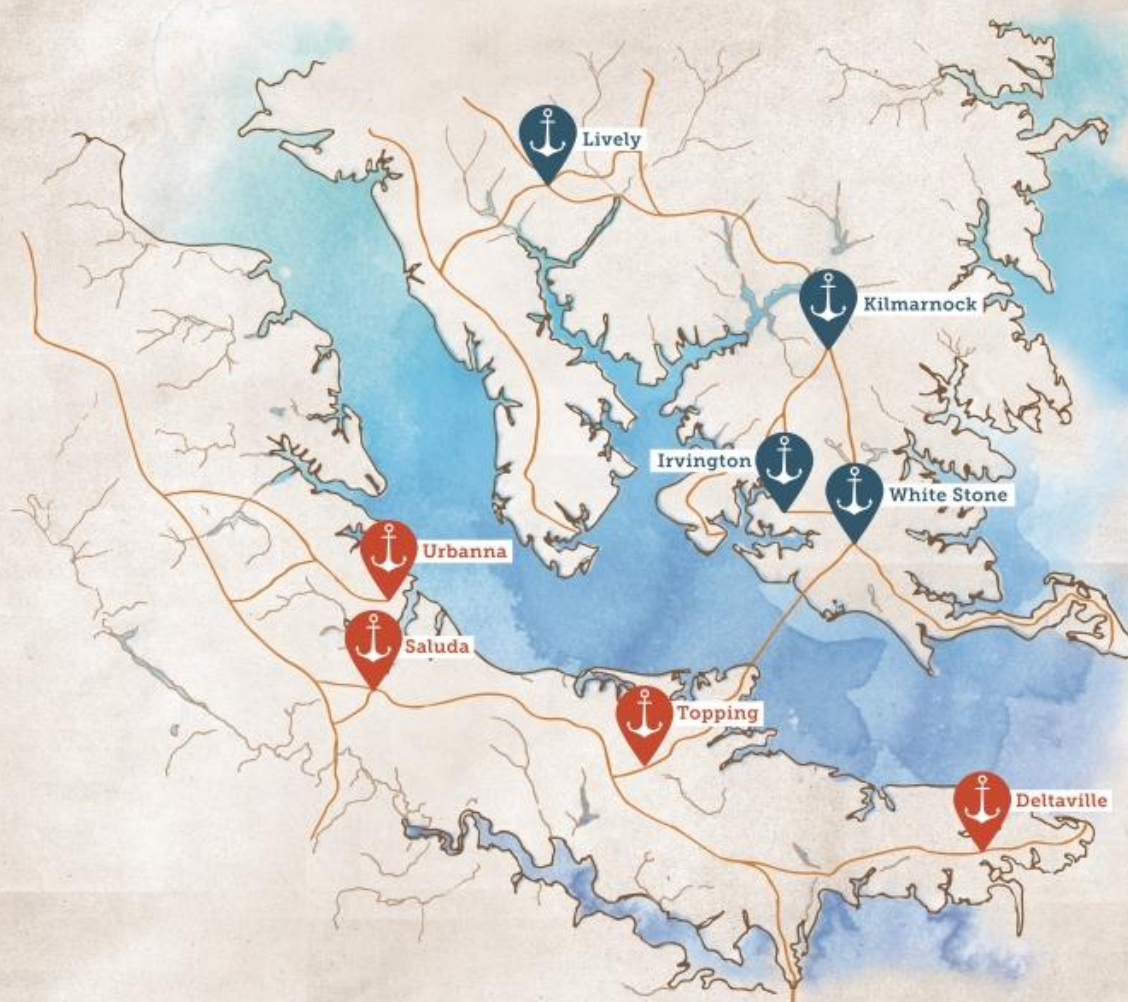 Lively
Kilmarnock
Irvington
White Stone
Urbanna
Saluda
Topping
Deltaville